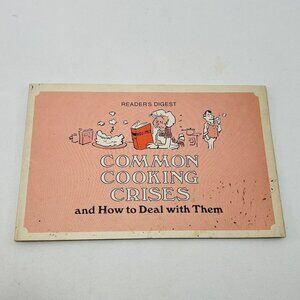 READER'S DIGEST
COMMON
COOKING
CRISES
and How to Deal with Them